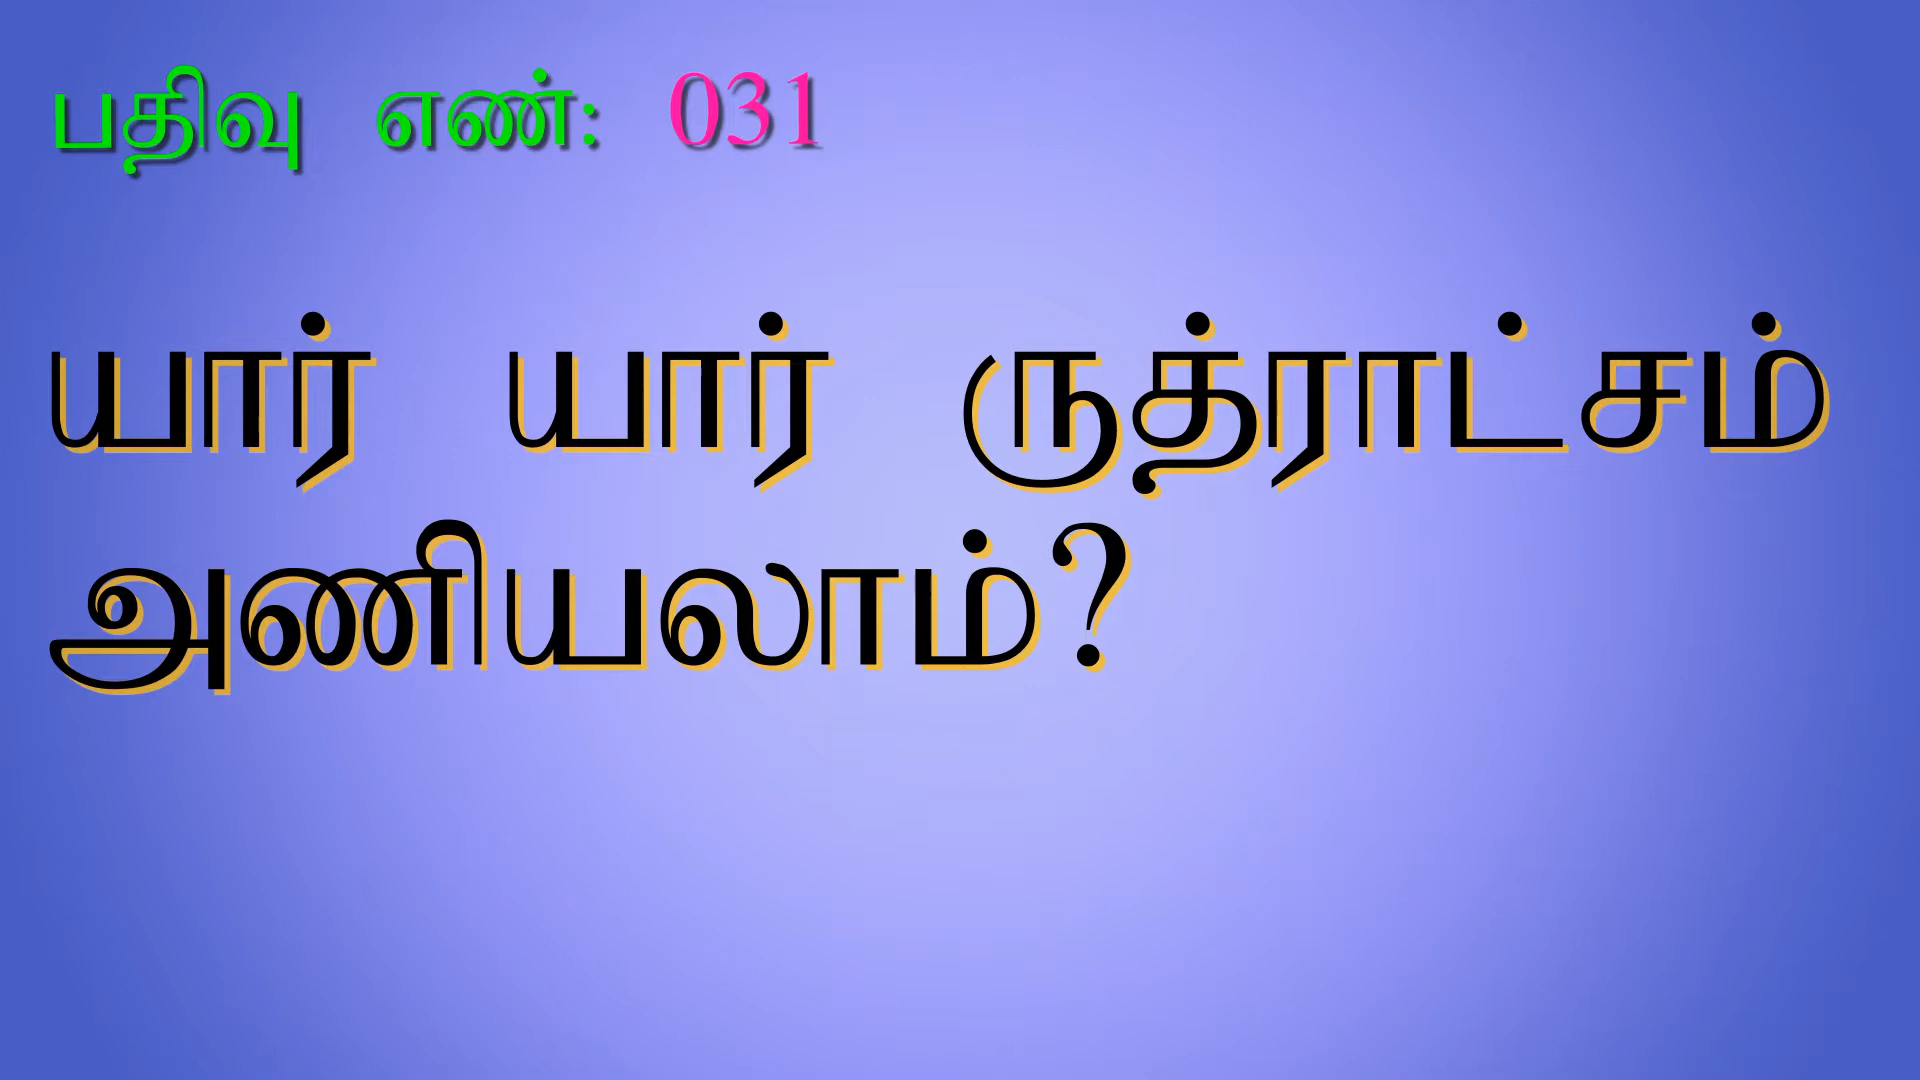 பதிவு எண்: 031
யார் யார் ருத்ராட்சம்
அணியலாம்?